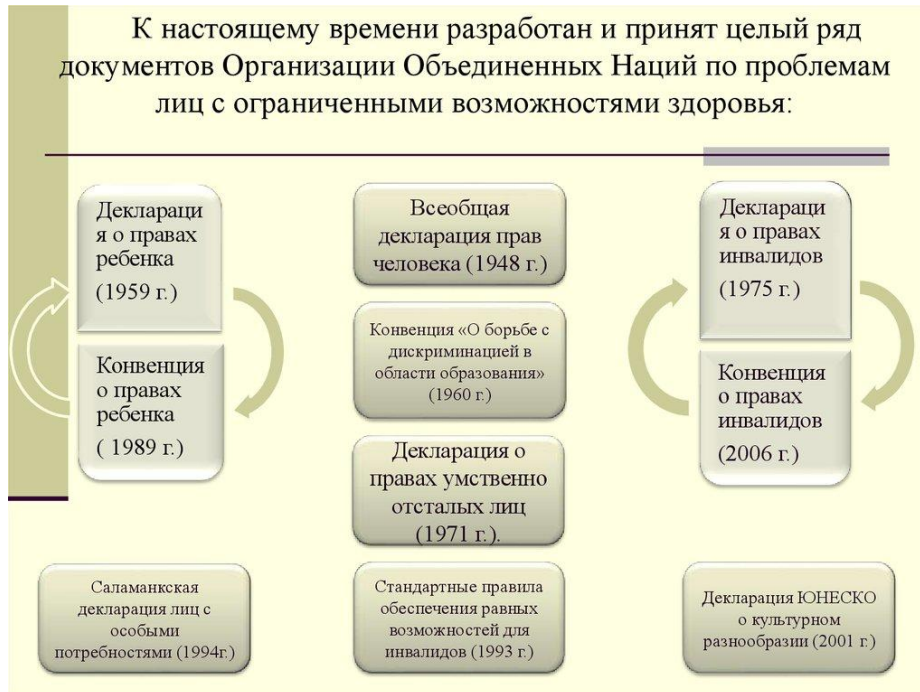 К настоящему времени разработан и принят целый ряд
документов Организации Объединенных Наций по проблемам
лиц с ограниченными возможностями здоровья:
Деклараци
я о правах
ребенка
(1959 г.)
Конвенция
о правах
ребенка
( 1989 г.)
Всеобщая
декларация прав
человека (1948 г.)
Конвенция «О борьбе с
дискриминацией в
области образования»
(1960 г.)
Декларация о
правах умственно
отсталых лиц
(1971 г.).
Деклараци
я о правах
инвалидов
(1975 г.)
Конвенция
о правах
инвалидов
(2006 г.)
Саламанкская
декларация лиц с
особыми
потребностями (1994г.)
Стандартные правила
обеспечения равных
возможностей для
инвалидов (1993 г.)
Декларация ЮНЕСКО
о культурном
разнообразии (2001 г.)